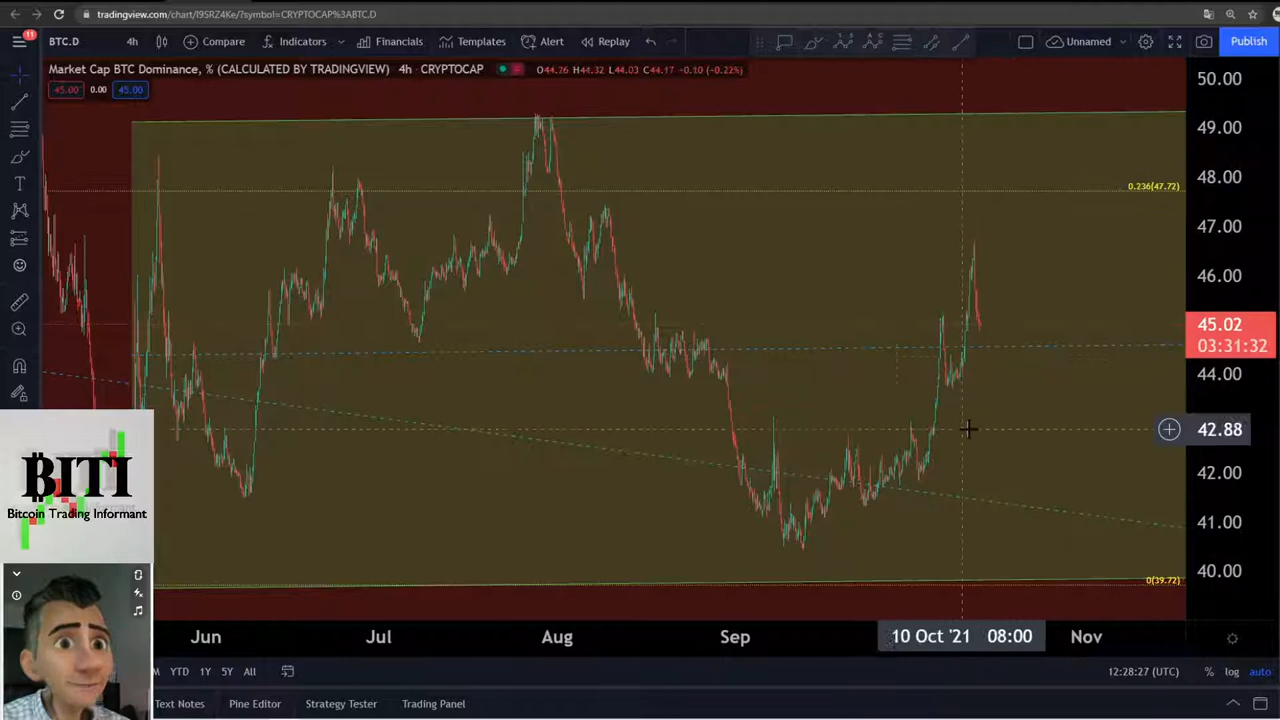 tradingview.com/chart/I9SRZ4Ke/?symbol=CRYPTOCAP%3ABTC.D
11
BTC.D 4h Compare Indicators Financials Templates Alert Replay Unnamed Publish
Market Cap BTC Dominance, % (CALCULATED BY TRADINGVIEW) · 4h · CRYPTOCAP O44.26 H44.32 L44.03 C44.17 -0.10 (-0.22%)
45.00 0.00 45.00
50.00
49.00
48.00
0.236(47.72)
47.00
46.00
45.02
03:31:32
44.00
42.88
42.00
41.00
40.00
0(39.72)
BITI
Bitcoin Trading Informant
Jun Jul Aug Sep 10 Oct '21 08:00 Nov
YTD 1Y 5Y All 12:28:27 (UTC) % log auto
Text Notes Pine Editor Strategy Tester Trading Panel